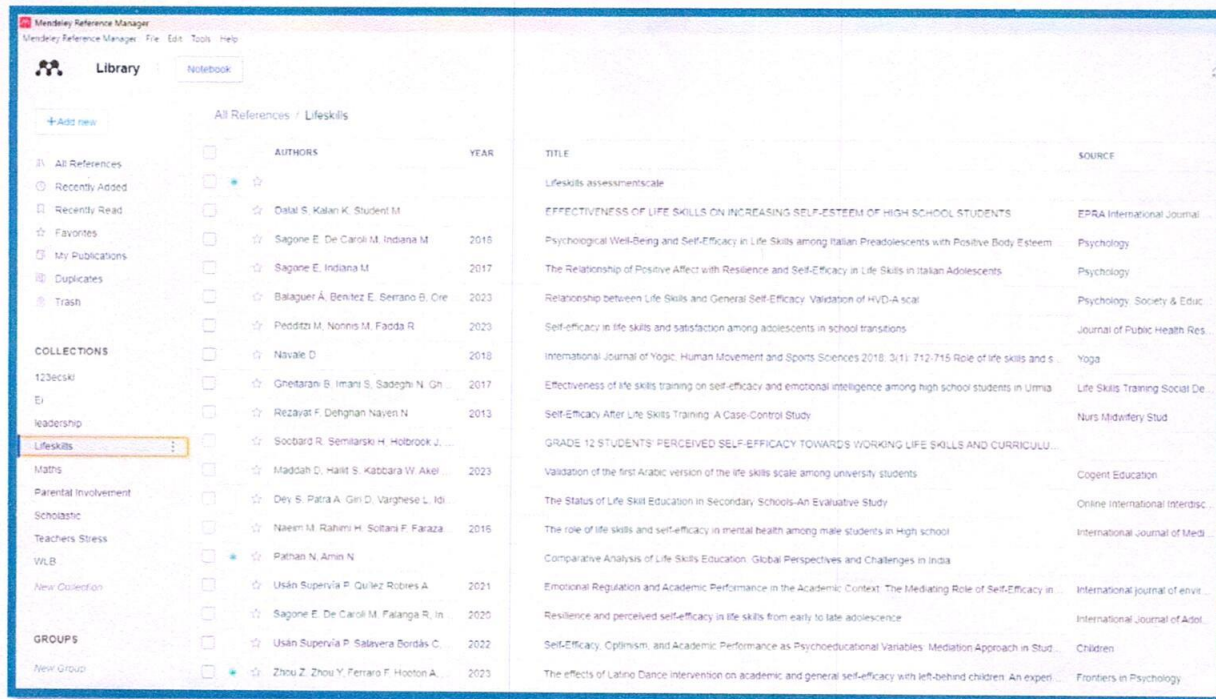 Mendeley Reference Manager
Mendeley Reference Manager File Edit Tools Help
Library Notebook
+Add new
All References / Lifeskills
All References
Recently Added
Recently Read
Favorites
My Publications
Duplicates
Trash
COLLECTIONS
123ecskl
Ei
leadership
Lifeskills
Maths
Parental Involvement
Scholastic
Teachers Stress
WLB
New Collection
GROUPS
New Group
AUTHORS YEAR TITLE SOURCE
Lifeskills assessmentscale
Dalal S, Kalan K, Student M EFFECTIVENESS OF LIFE SKILLS ON INCREASING SELF-ESTEEM OF HIGH SCHOOL STUDENTS EPRA International Journal ...
Sagone E, De Caroli M, Indiana M 2016 Psychological Well-Being and Self-Efficacy in Life Skills among Italian Preadolescents with Positive Body Esteem ... Psychology
Sagone E, Indiana M 2017 The Relationship of Positive Affect with Resilience and Self-Efficacy in Life Skills in Italian Adolescents Psychology
Balaguer Á, Benítez E, Serrano B, Ore 2023 Relationship between Life Skills and General Self-Efficacy. Validation of HVD-A scal Psychology, Society & Educ...
Pedditzi M, Nonnis M, Fadda R 2023 Self-efficacy in life skills and satisfaction among adolescents in school transitions Journal of Public Health Res...
Navale D 2018 International Journal of Yogic, Human Movement and Sports Sciences 2018; 3(1): 712-715 Role of life skills and s... Yoga
Gheitarani B, Imani S, Sadeghi N, Gh... 2017 Effectiveness of life skills training on self-efficacy and emotional intelligence among high school students in Urmia Life Skills Training Social De...
Rezayat F, Dehghan Nayeri N 2013 Self-Efficacy After Life Skills Training: A Case-Control Study Nurs Midwifery Stud
Soobard R, Semilarski H, Holbrook J, ... GRADE 12 STUDENTS' PERCEIVED SELF-EFFICACY TOWARDS WORKING LIFE SKILLS AND CURRICULU...
Maddah D, Hallit S, Kabbara W, Akel ... 2023 Validation of the first Arabic version of the life skills scale among university students Cogent Education
Dey S, Patra A, Giri D, Varghese L, Idi... The Status of Life Skill Education in Secondary Schools-An Evaluative Study Online International Interdisc...
Naeim M, Rahimi H, Soltani F, Faraza... 2016 The role of life skills and self-efficacy in mental health among male students in High school International Journal of Medi...
Pathan N, Amin N Comparative Analysis of Life Skills Education: Global Perspectives and Challenges in India
Usán Supervía P, Quílez Robres A 2021 Emotional Regulation and Academic Performance in the Academic Context: The Mediating Role of Self-Efficacy in ... International journal of envir...
Sagone E, De Caroli M, Falanga R, In... 2020 Resilience and perceived self-efficacy in life skills from early to late adolescence International Journal of Adol...
Usán Supervía P, Salavera Bordás C, ... 2022 Self-Efficacy, Optimism, and Academic Performance as Psychoeducational Variables: Mediation Approach in Stud... Children
Zhou Z, Zhou Y, Ferraro F, Hooton A, ... 2023 The effects of Latino Dance intervention on academic and general self-efficacy with left-behind children: An experi... Frontiers in Psychology